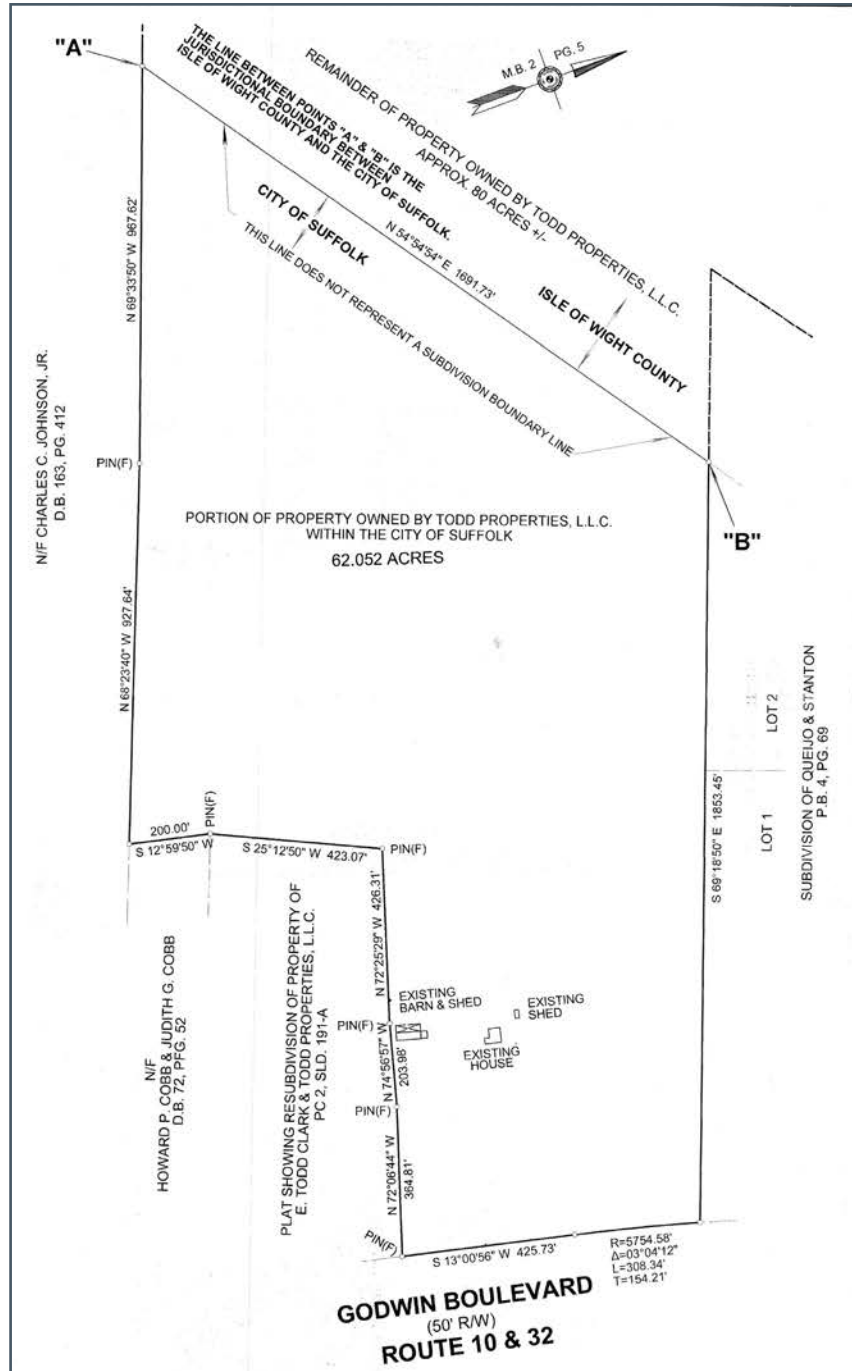 "A"
THE LINE BETWEEN POINTS "A" & "B" IS THE
JURISDICTIONAL BOUNDARY BETWEEN
ISLE OF WIGHT COUNTY AND THE CITY OF SUFFOLK.
REMAINDER OF PROPERTY OWNED BY TODD PROPERTIES, L.L.C.
APPROX. 80 ACRES +/-
M.B. 2 PG. 5
CITY OF SUFFOLK
N 54°54'54" E 1691.73'
THIS LINE DOES NOT REPRESENT A SUBDIVISION BOUNDARY LINE
ISLE OF WIGHT COUNTY
"B"
N 69°33'50" W 967.62'
N/F CHARLES C. JOHNSON, JR.
D.B. 163, PG. 412
PIN(F)
PORTION OF PROPERTY OWNED BY TODD PROPERTIES, L.L.C.
WITHIN THE CITY OF SUFFOLK
62.052 ACRES
N 68°23'40" W 927.64'
LOT 2
LOT 1
SUBDIVISION OF QUEIJO & STANTON
P.B. 4, PG. 69
S 69°18'50" E 1853.45'
200.00'
S 12°59'50" W
PIN(F)
S 25°12'50" W 423.07'
PIN(F)
N 72°25'29" W 426.31'
EXISTING
BARN & SHED
EXISTING
SHED
EXISTING
HOUSE
PIN(F)
N 74°56'57" W
203.98'
PIN(F)
N 72°06'44" W
364.81'
PIN(F)
N/F
HOWARD P. COBB & JUDITH G. COBB
D.B. 72, PFG. 52
PLAT SHOWING RESUBDIVISION OF PROPERTY OF
E. TODD CLARK & TODD PROPERTIES, L.L.C.
PC 2, SLD. 191-A
S 13°00'56" W 425.73'
R=5754.58'
Δ=03°04'12"
L=308.34'
T=154.21'
GODWIN BOULEVARD
(50' R/W)
ROUTE 10 & 32